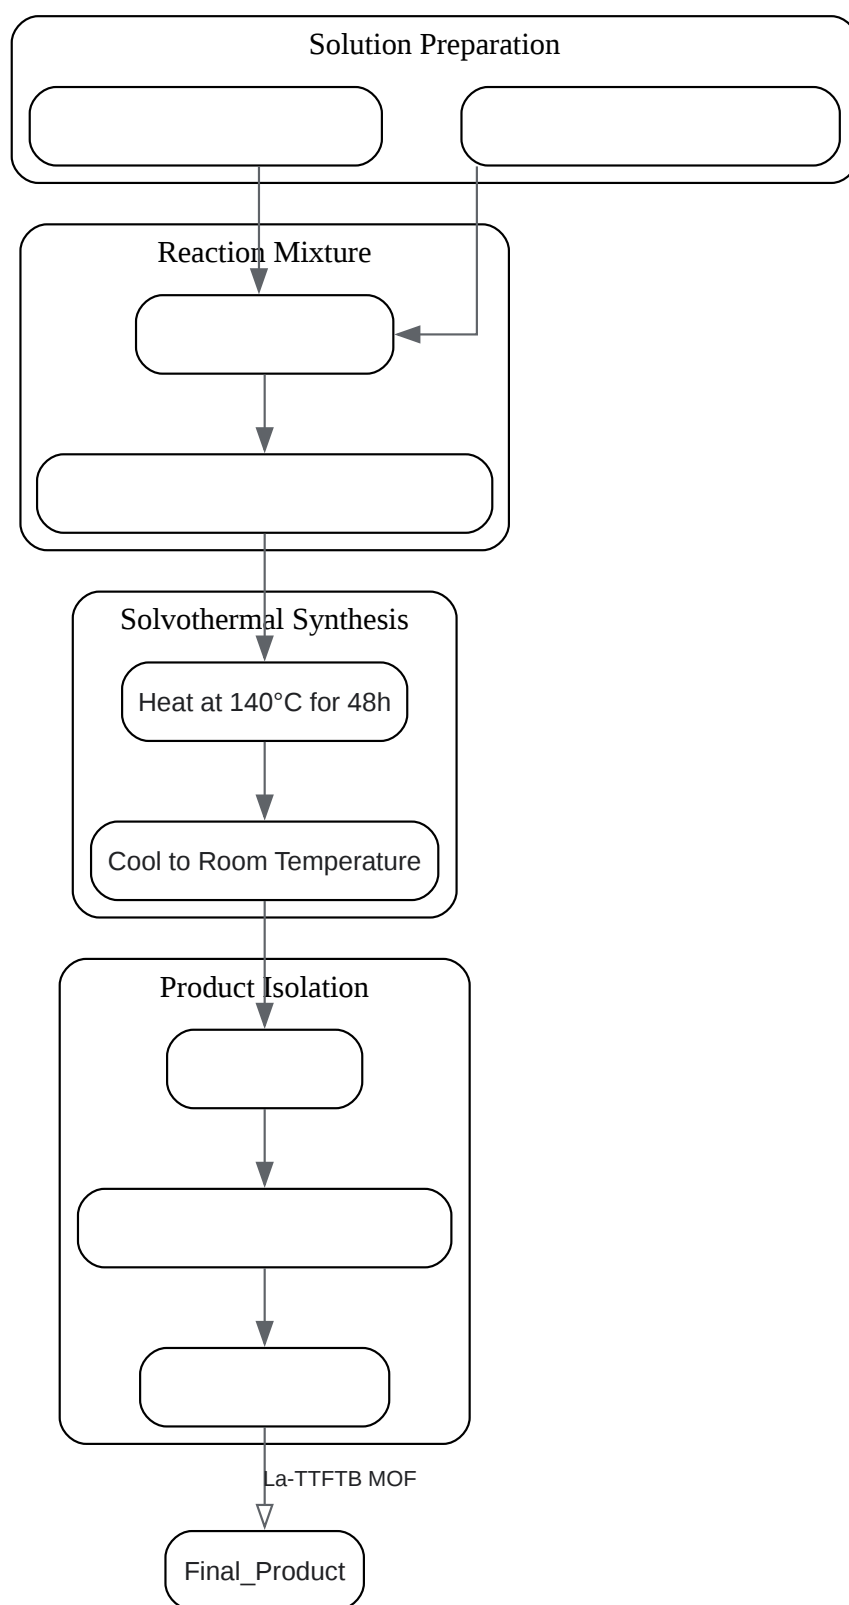 Solution Preparation
Reaction Mixture
Solvothermal Synthesis
Heat at 140°C for 48h
Cool to Room Temperature
Product Isolation
La-TTFTB MOF
Final_Product